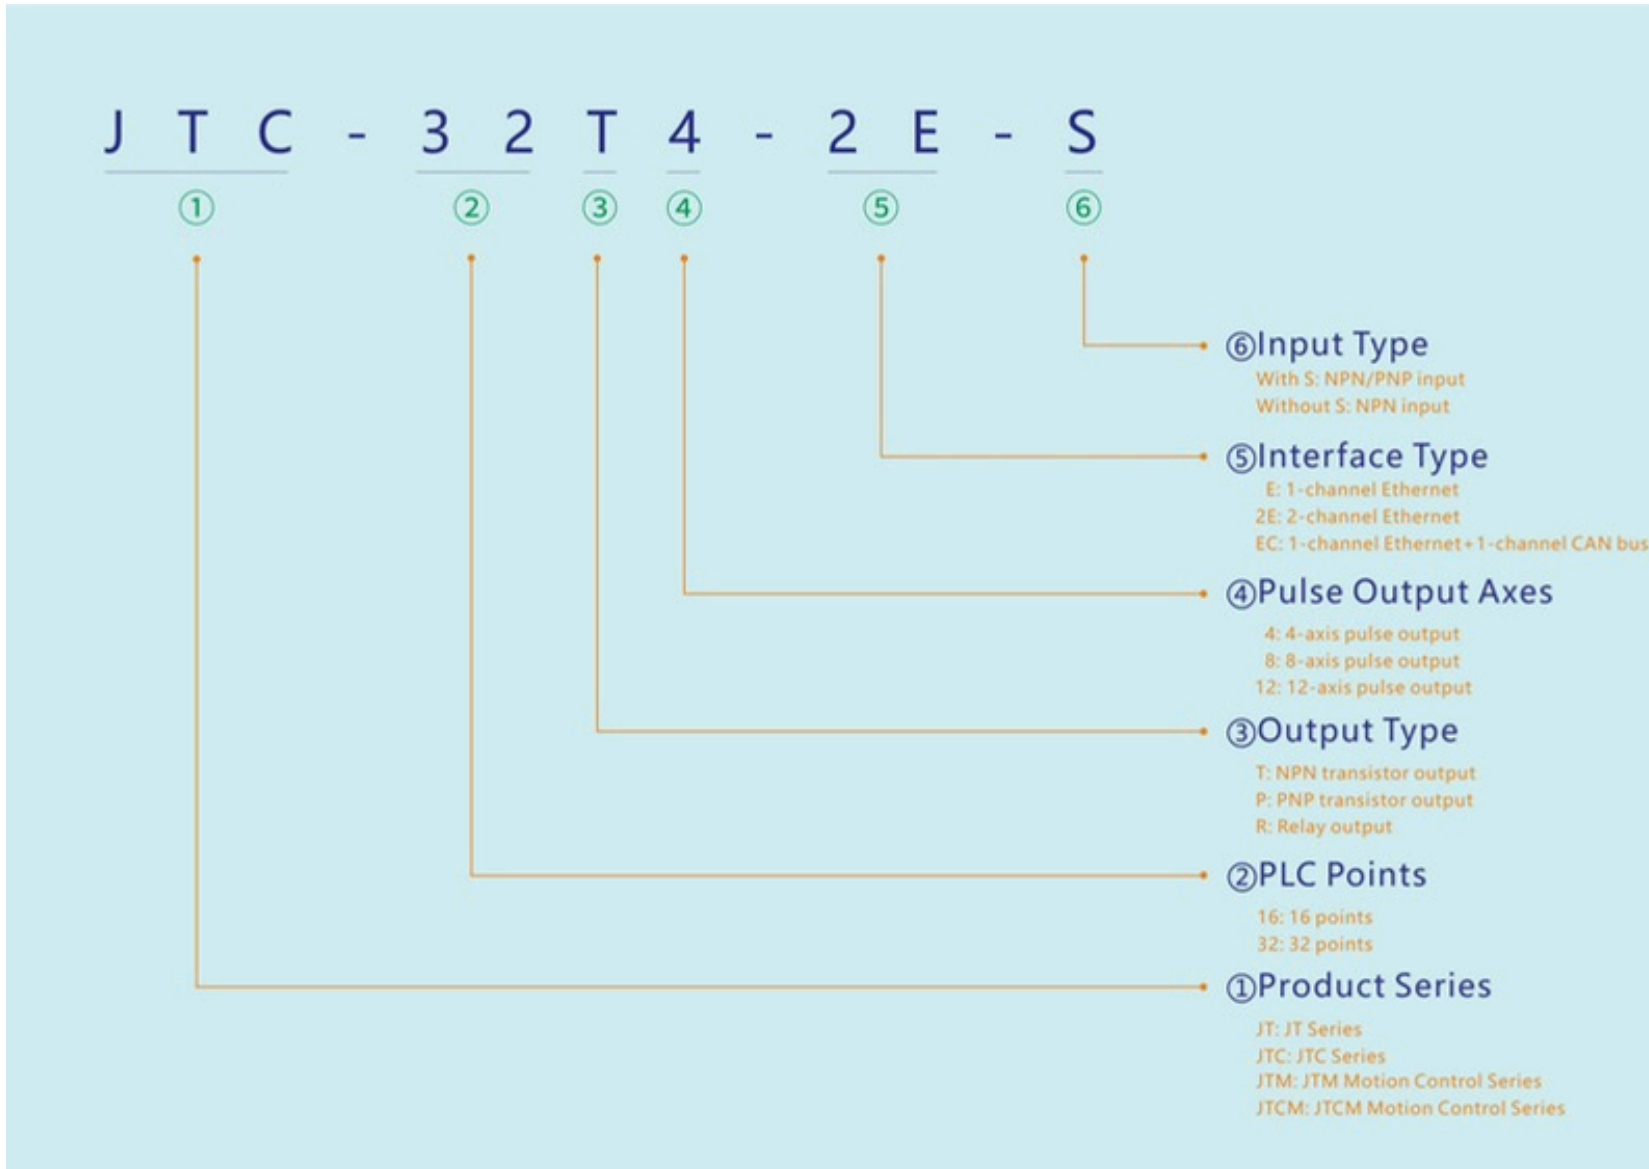 JTC-32T4-2E-S
① ② ③ ④ ⑤ ⑥
⑥Input Type
With S: NPN/PNP input
Without S: NPN input
⑤Interface Type
E: 1-channel Ethernet
2E: 2-channel Ethernet
EC: 1-channel Ethernet+1-channel CAN bus
④Pulse Output Axes
4: 4-axis pulse output
8: 8-axis pulse output
12: 12-axis pulse output
③Output Type
T: NPN transistor output
P: PNP transistor output
R: Relay output
②PLC Points
16: 16 points
32: 32 points
①Product Series
JT: JT Series
JTC: JTC Series
JTM: JTM Motion Control Series
JTCM: JTCM Motion Control Series